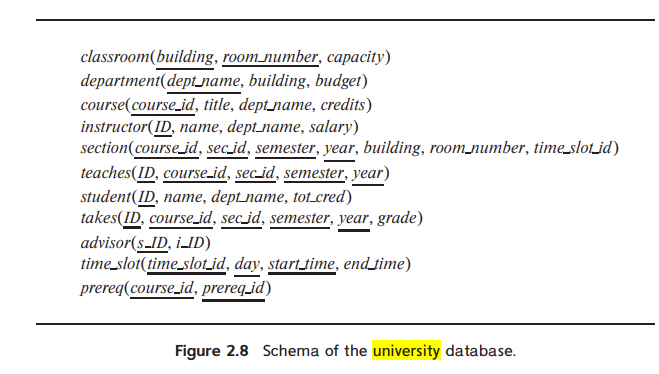 classroom(building, room_number, capacity)
department(dept_name, building, budget)
course(course_id, title, dept_name, credits)
instructor(ID, name, dept_name, salary)
section(course_id, sec_id, semester, year, building, room_number, time_slot_id)
teaches(ID, course_id, sec_id, semester, year)
student(ID, name, dept_name, tot_cred)
takes(ID, course_id, sec_id, semester, year, grade)
advisor(s_ID, i_ID)
time_slot(time_slot_id, day, start_time, end_time)
prereq(course_id, prereq_id)
Figure 2.8 Schema of the university database.